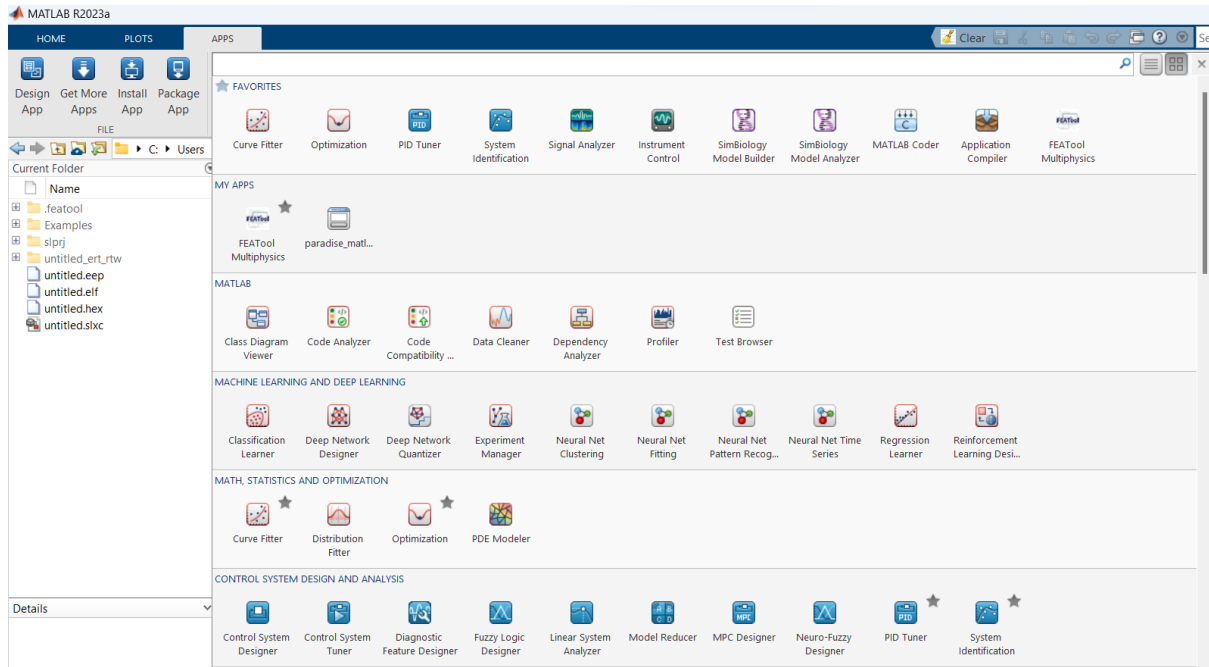 MATLAB R2023a
HOME PLOTS APPS
Clear
Design App
Get More Apps
Install App
Package App
FILE
C: Users
Current Folder
Name
.featool
Examples
slprj
untitled_ert_rtw
untitled.eep
untitled.elf
untitled.hex
untitled.slxc
Details
FAVORITES
Curve Fitter
Optimization
PID
PID Tuner
System Identification
Signal Analyzer
Instrument Control
SimBiology Model Builder
SimBiology Model Analyzer
C
MATLAB Coder
Application Compiler
FEATool
FEATool Multiphysics
MY APPS
FEATool
FEATool Multiphysics
paradise_matl...
MATLAB
Class Diagram Viewer
Code Analyzer
Code Compatibility ...
Data Cleaner
Dependency Analyzer
Profiler
Test Browser
MACHINE LEARNING AND DEEP LEARNING
Classification Learner
Deep Network Designer
Deep Network Quantizer
Experiment Manager
Neural Net Clustering
Neural Net Fitting
Neural Net Pattern Recog...
Neural Net Time Series
Regression Learner
Reinforcement Learning Desi...
MATH, STATISTICS AND OPTIMIZATION
Curve Fitter
Distribution Fitter
Optimization
PDE Modeler
CONTROL SYSTEM DESIGN AND ANALYSIS
Control System Designer
Control System Tuner
Diagnostic Feature Designer
Fuzzy Logic Designer
Linear System Analyzer
Model Reducer
MPC
MPC Designer
Neuro-Fuzzy Designer
PID
PID Tuner
System Identification